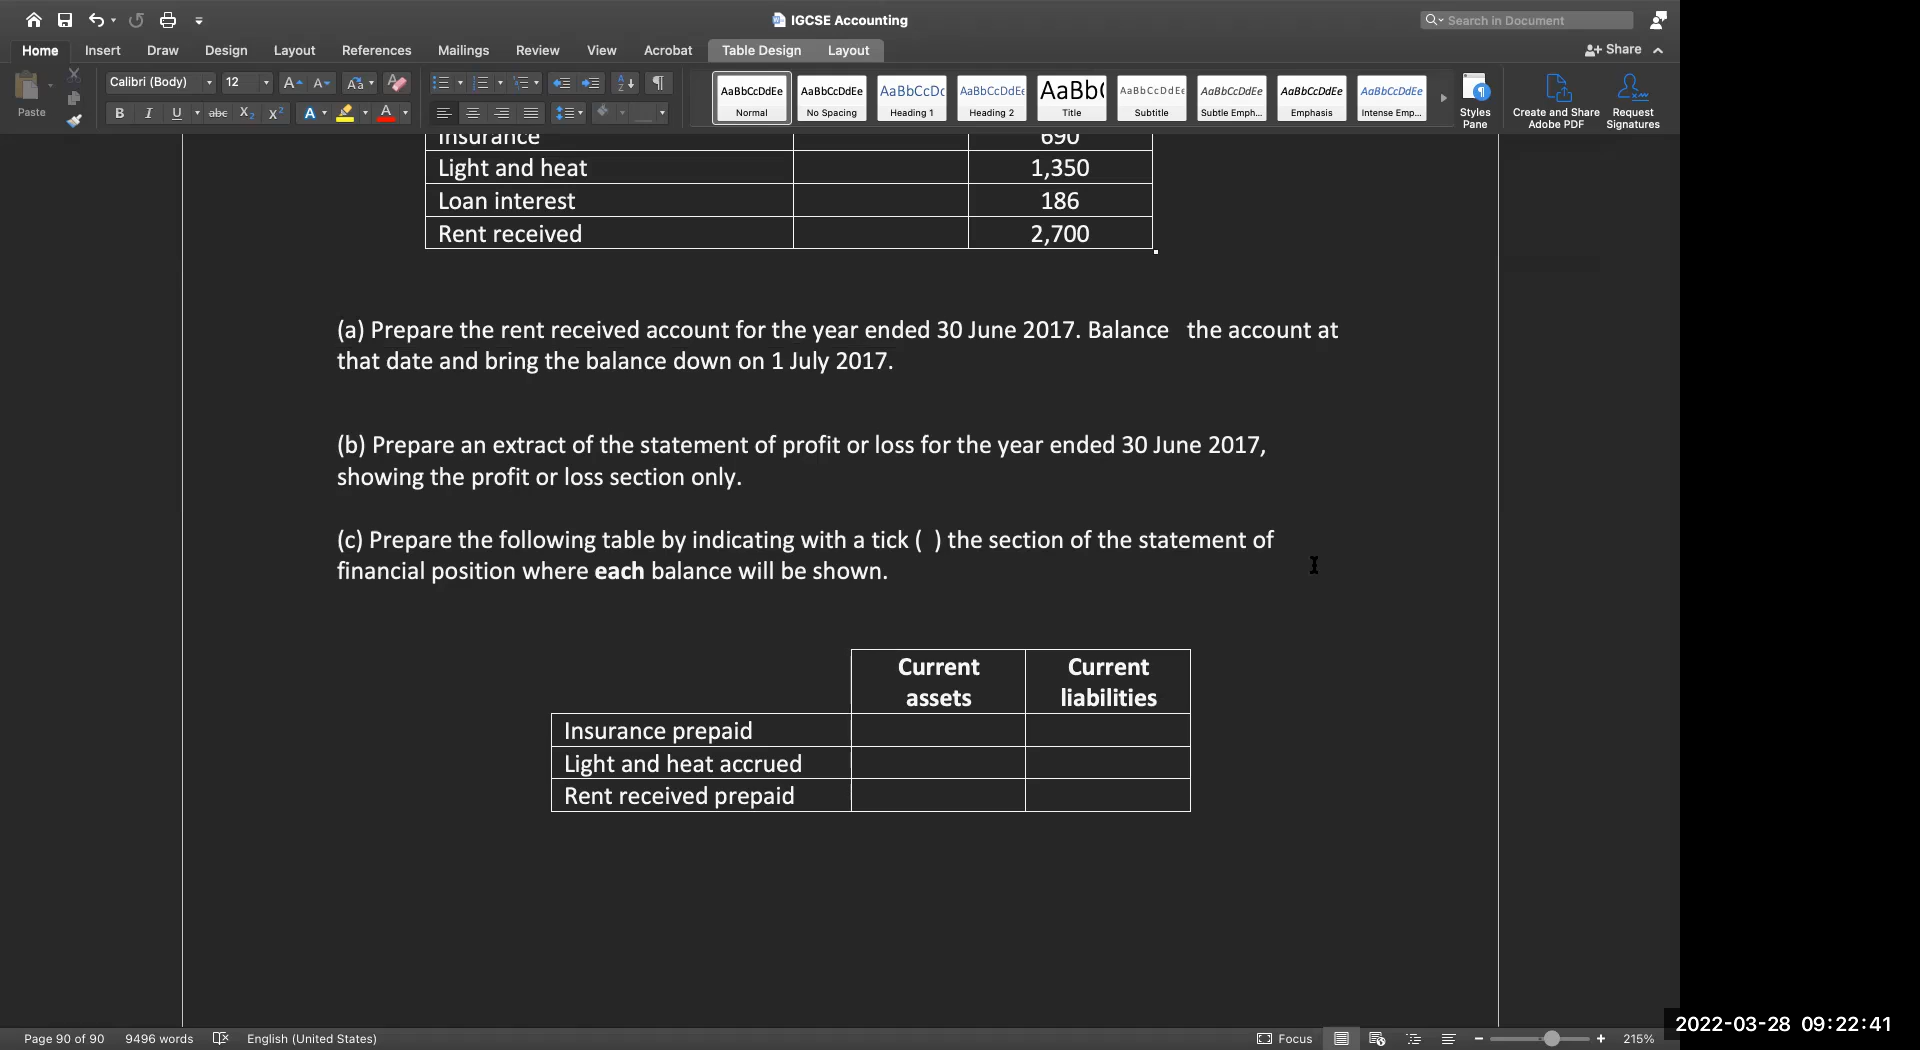 IGCSE Accounting
Search in Document
Home Insert Draw Design Layout References Mailings Review View Acrobat Table Design Layout Share
Paste Calibri (Body) 12
AaBbCcDdEe AaBbCcDdEe AaBbCcDc AaBbCcDdEe AaBb( AaBbCcDdEe AaBbCcDdEe AaBbCcDdEe AaBbCcDdEe
Normal No Spacing Heading 1 Heading 2 Title Subtitle Subtle Emph... Emphasis Intense Emp...
Styles Pane
Create and Share Adobe PDF
Request Signatures
Insurance 690
Light and heat 1,350
Loan interest 186
Rent received 2,700
(a) Prepare the rent received account for the year ended 30 June 2017. Balance the account at
that date and bring the balance down on 1 July 2017.
(b) Prepare an extract of the statement of profit or loss for the year ended 30 June 2017,
showing the profit or loss section only.
(c) Prepare the following table by indicating with a tick ( ) the section of the statement of
financial position where each balance will be shown.
Current assets Current liabilities
Insurance prepaid
Light and heat accrued
Rent received prepaid
Page 90 of 90 9496 words English (United States) Focus 215%
2022-03-28 09:22:41